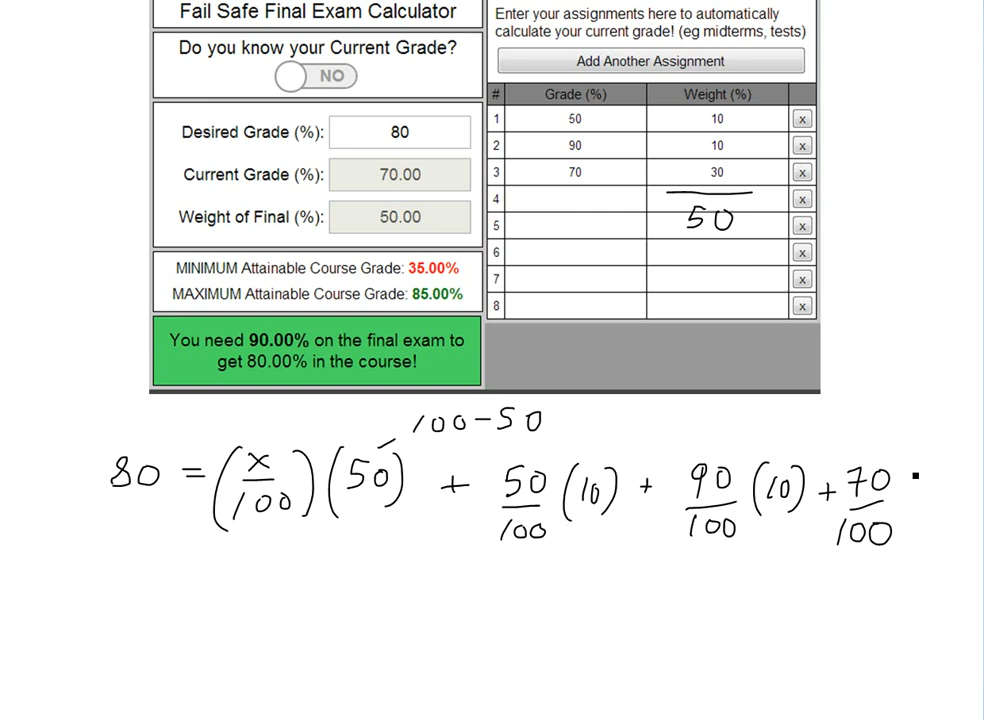 Fail Safe Final Exam Calculator
Do you know your Current Grade?
NO
Desired Grade (%): 80
Current Grade (%): 70.00
Weight of Final (%): 50.00
MINIMUM Attainable Course Grade: 35.00%
MAXIMUM Attainable Course Grade: 85.00%
You need 90.00% on the final exam to
get 80.00% in the course!
Enter your assignments here to automatically
calculate your current grade! (eg midterms, tests)
Add Another Assignment
# Grade (%) Weight (%)
1 50 10 x
2 90 10 x
3 70 30 x
4 x
5 50 x
6 x
7 x
8 x
100-50
80 = (x/100)(50) + 50/100 (10) + 90/100 (10) + 70/100